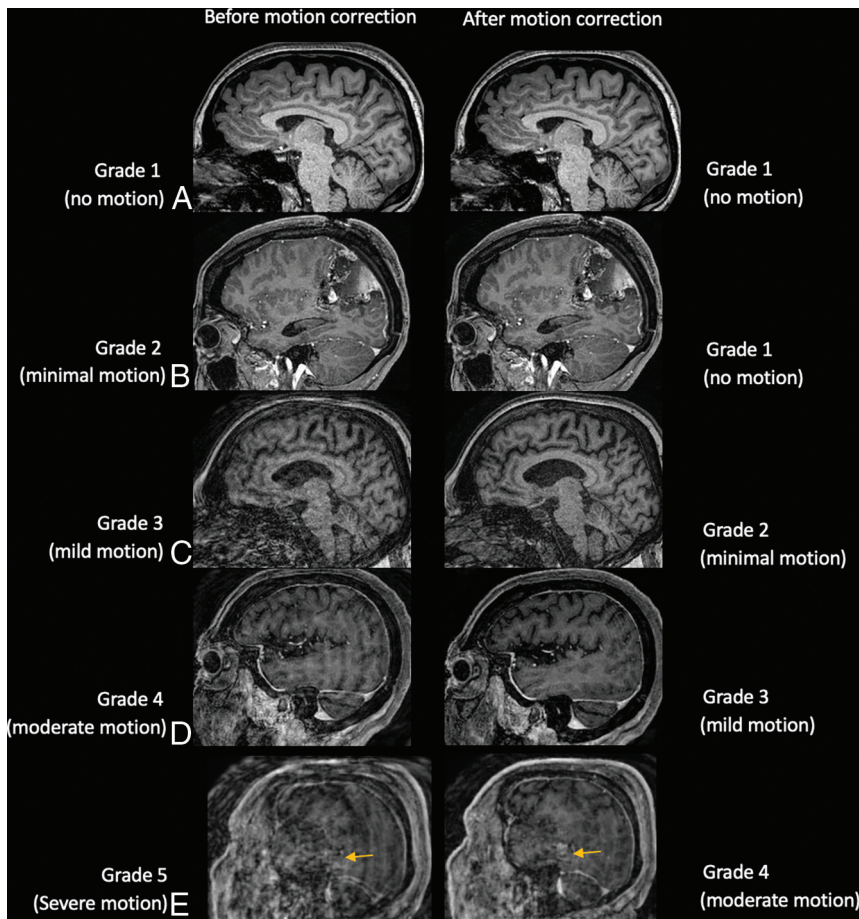 Before motion correction
After motion correction
Grade 1
(no motion)
A
Grade 1
(no motion)
Grade 2
(minimal motion)
B
Grade 1
(no motion)
Grade 3
(mild motion)
C
Grade 2
(minimal motion)
Grade 4
(moderate motion)
D
Grade 3
(mild motion)
Grade 5
(Severe motion)
E
Grade 4
(moderate motion)